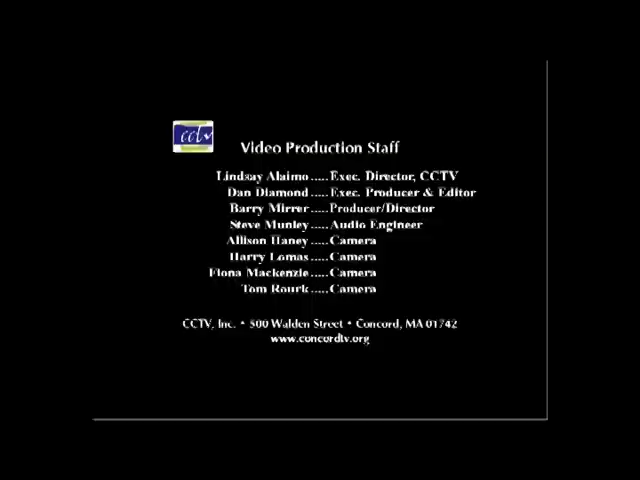 cctv
Video Production Staff
Lindsay Alaimo.....Exec. Director, CCTV
Dan Diamond.....Exec. Producer & Editor
Barry Mirrer.....Producer/Director
Steve Munley.....Audio Engineer
Allison Haney.....Camera
Harry Lomas.....Camera
Fiona Mackenzie.....Camera
Tom Rourk.....Camera
CCTV, Inc. • 500 Walden Street • Concord, MA 01742
www.concordtv.org